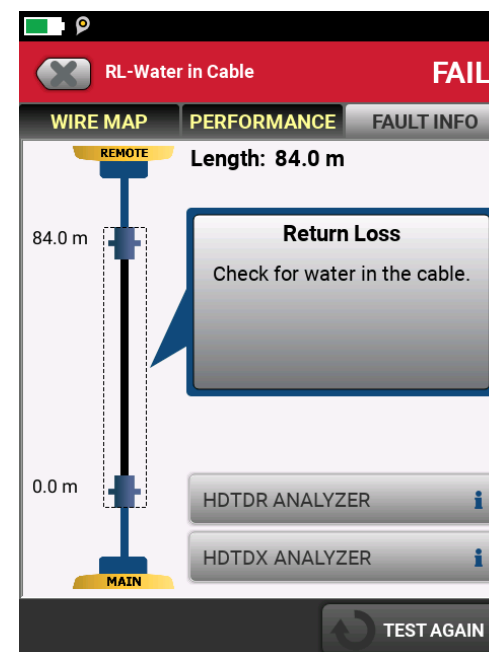 RL-Water in Cable
FAIL
WIRE MAP
PERFORMANCE
FAULT INFO
REMOTE
Length: 84.0 m
84.0 m
Return Loss
Check for water in the cable.
0.0 m
HDTDR ANALYZER
i
HDTDX ANALYZER
i
MAIN
TEST AGAIN